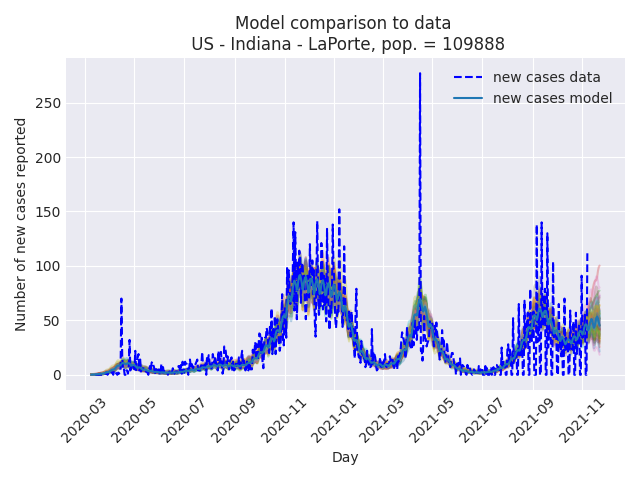 Model comparison to data
US - Indiana - LaPorte, pop. = 109888
new cases data
new cases model
Number of new cases reported
250
200
150
100
50
0
2020-03
2020-05
2020-07
2020-09
2020-11
2021-01
2021-03
2021-05
2021-07
2021-09
2021-11
Day